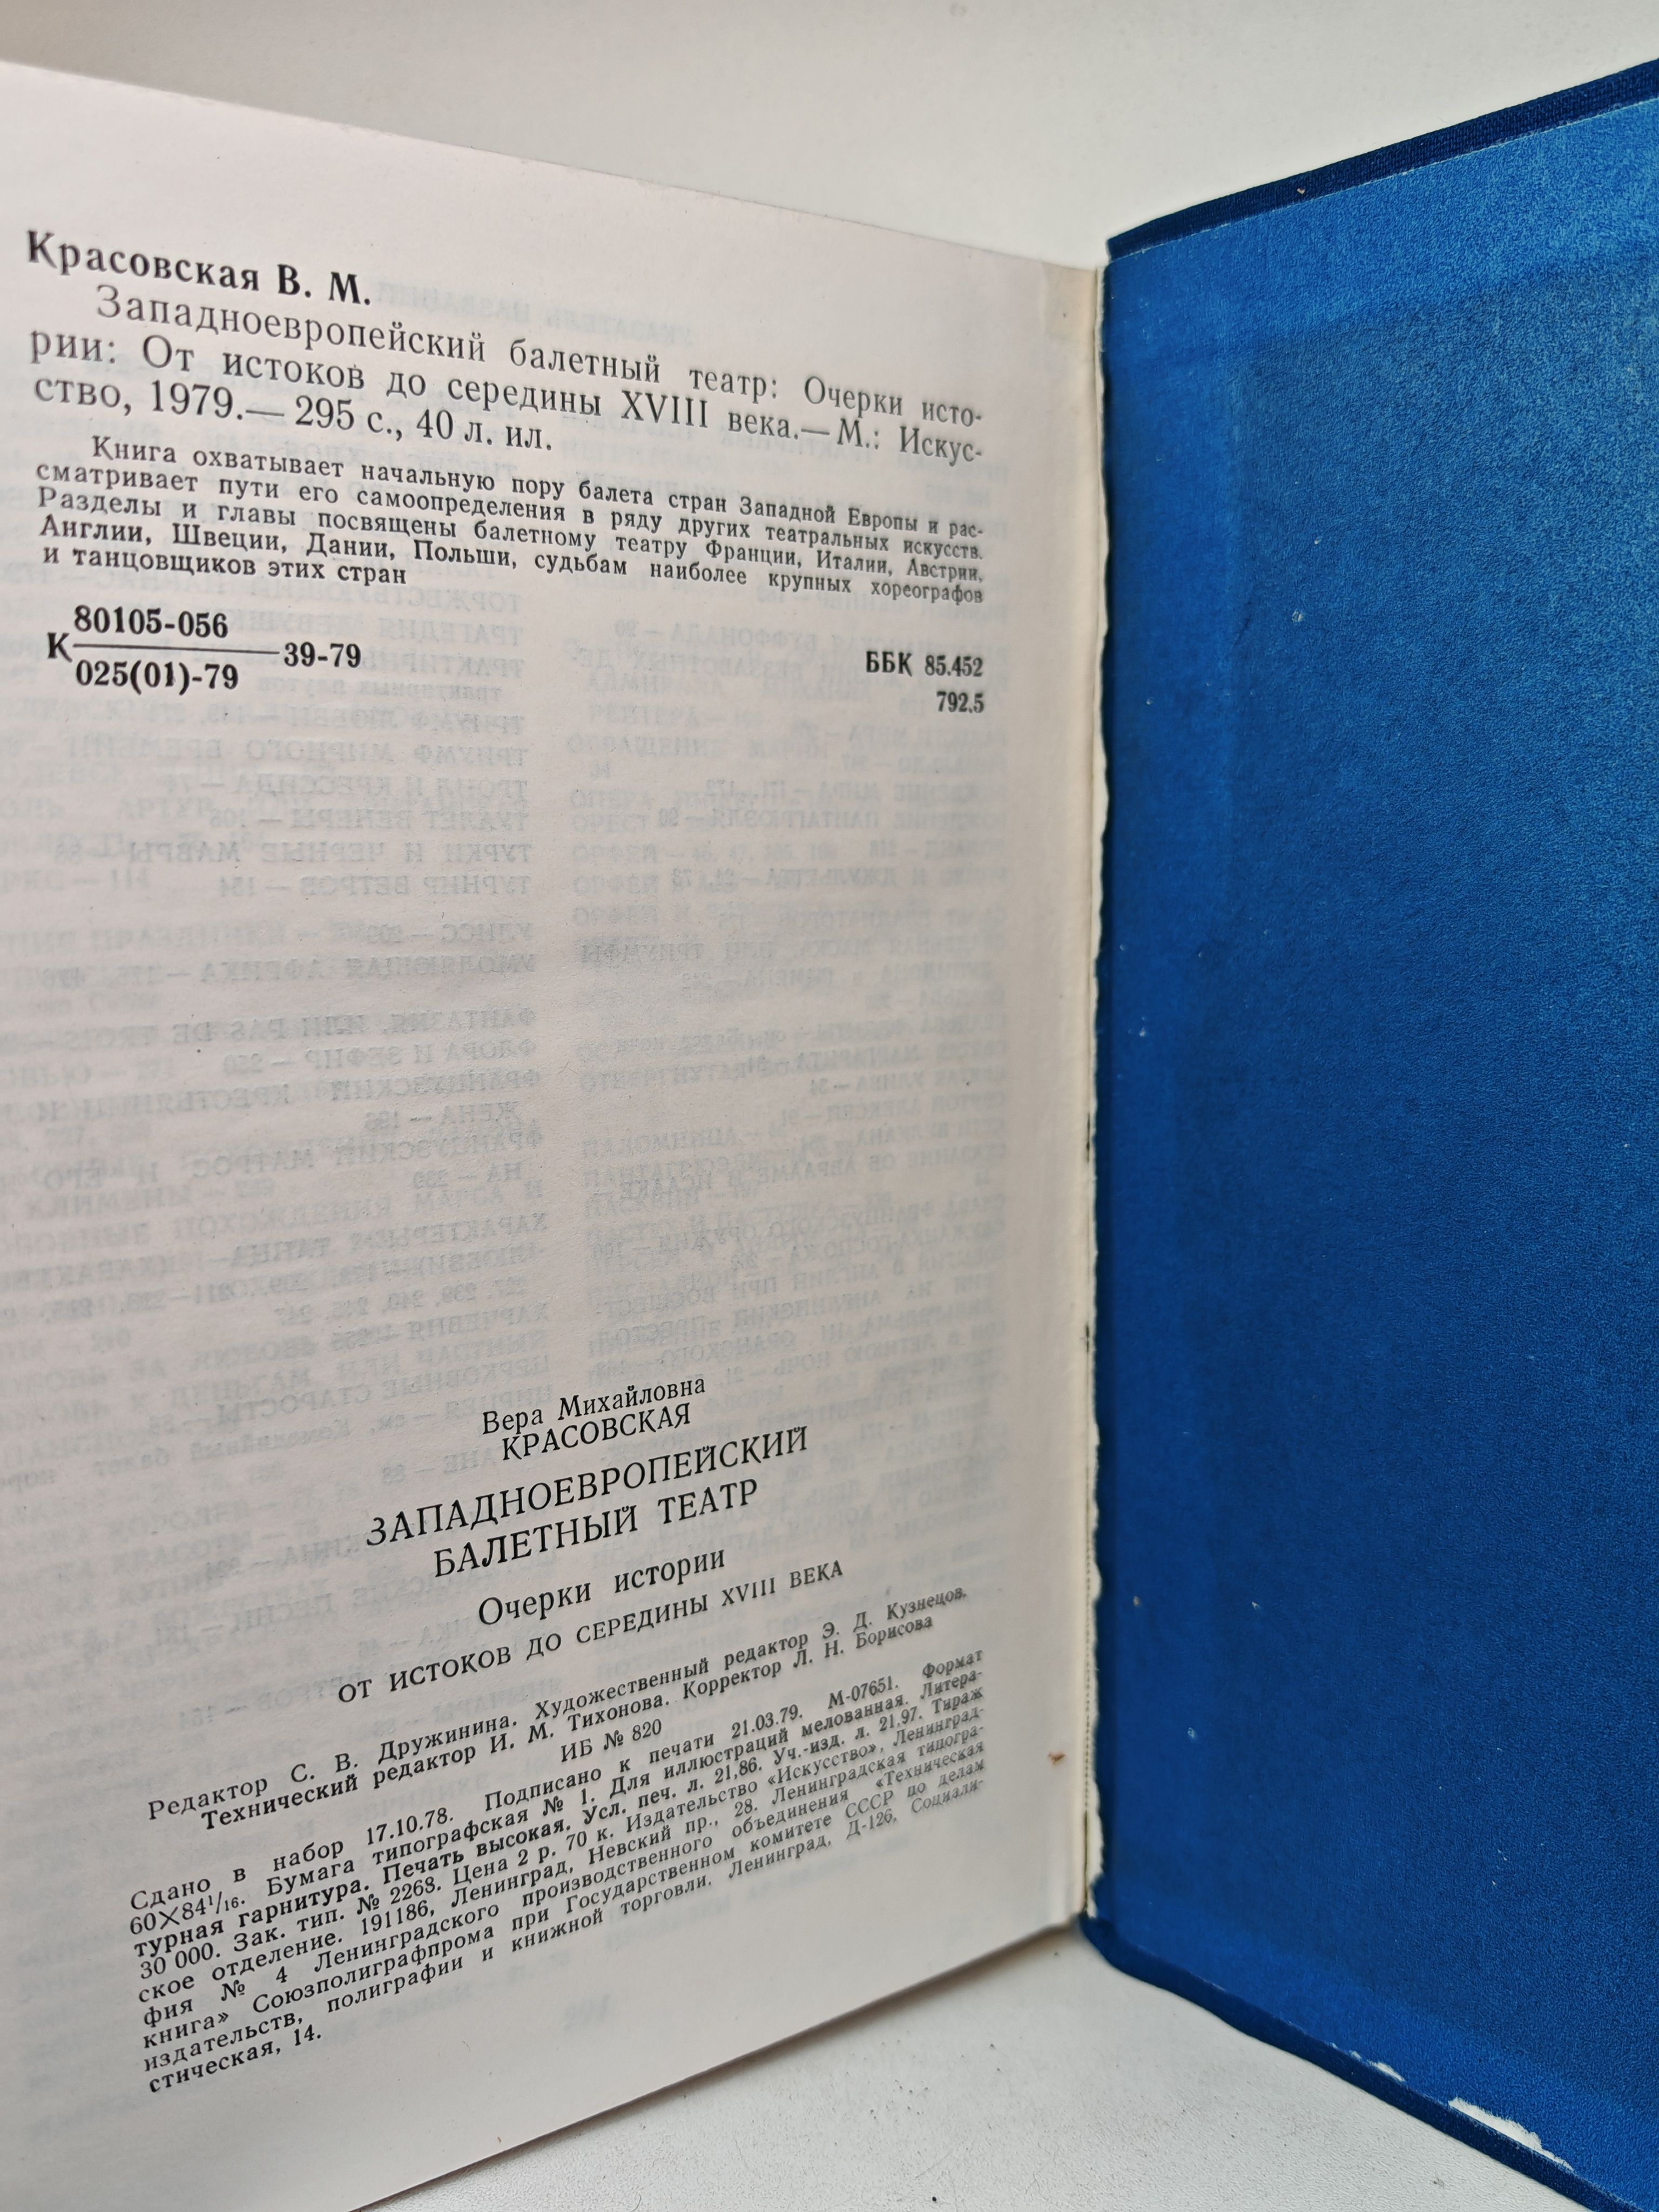 Красовская В. М.
Западноевропейский балетный театр: Очерки исто-
рии: От истоков до середины XVIII века.— М.: Искус-
ство, 1979.— 295 с., 40 л. ил.
Книга охватывает начальную пору балета стран Западной Европы и рас-
сматривает пути его самоопределения в ряду других театральных искусств.
Разделы и главы посвящены балетному театру Франции, Италии, Австрии,
Англии, Швеции, Дании, Польши, судьбам наиболее крупных хореографов
и танцовщиков этих стран
80105-056
К 39-79
025(01)-79
ББК 85.452
792.5
Вера Михайловна
КРАСОВСКАЯ
ЗАПАДНОЕВРОПЕЙСКИЙ
БАЛЕТНЫЙ ТЕАТР
Очерки истории
ОТ ИСТОКОВ ДО СЕРЕДИНЫ XVIII ВЕКА
Редактор С. В. Дружинина. Художественный редактор Э. Д. Кузнецов.
Технический редактор И. М. Тихонова. Корректор Л. Н. Борисова
ИБ № 820
Сдано в набор 17.10.78. Подписано к печати 21.03.79. М-07651. Формат
60×84¹/₁₆. Бумага типографская № 1. Для иллюстраций мелованная. Литера-
турная гарнитура. Печать высокая. Усл. печ. л. 21,86. Уч.-изд. л. 21,97. Тираж
30 000. Зак. тип. № 2268. Цена 2 р. 70 к. Издательство «Искусство», Ленинград-
ское отделение. 191186, Ленинград, Невский пр., 28. Ленинградская типогра-
фия № 4 Ленинградского производственного объединения «Техническая
книга» Союзполиграфпрома при Государственном комитете СССР по делам
издательств, полиграфии и книжной торговли. Ленинград, Д-126, Социали-
стическая, 14.